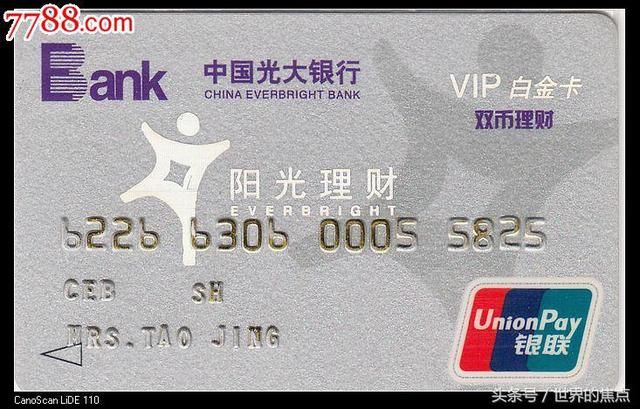 7788.com
Bank 中国光大银行
CHINA EVERBRIGHT BANK
VIP 白金卡
双币理财
阳光理财
EVERBRIGHT
6226 6306 0005 5825
CEB SH
MRS.TAO JING
UnionPay
银联
CanoScan LiDE 110
头条号／世界的焦点